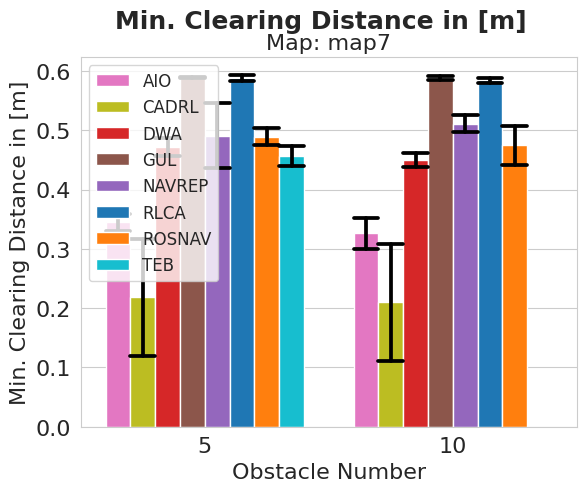 Min. Clearing Distance in [m]
Map: map7
Min. Clearing Distance in [m]
0.6
0.5
0.4
0.3
0.2
0.1
0.0
AIO
CADRL
DWA
GUL
NAVREP
RLCA
ROSNAV
TEB
5
10
Obstacle Number